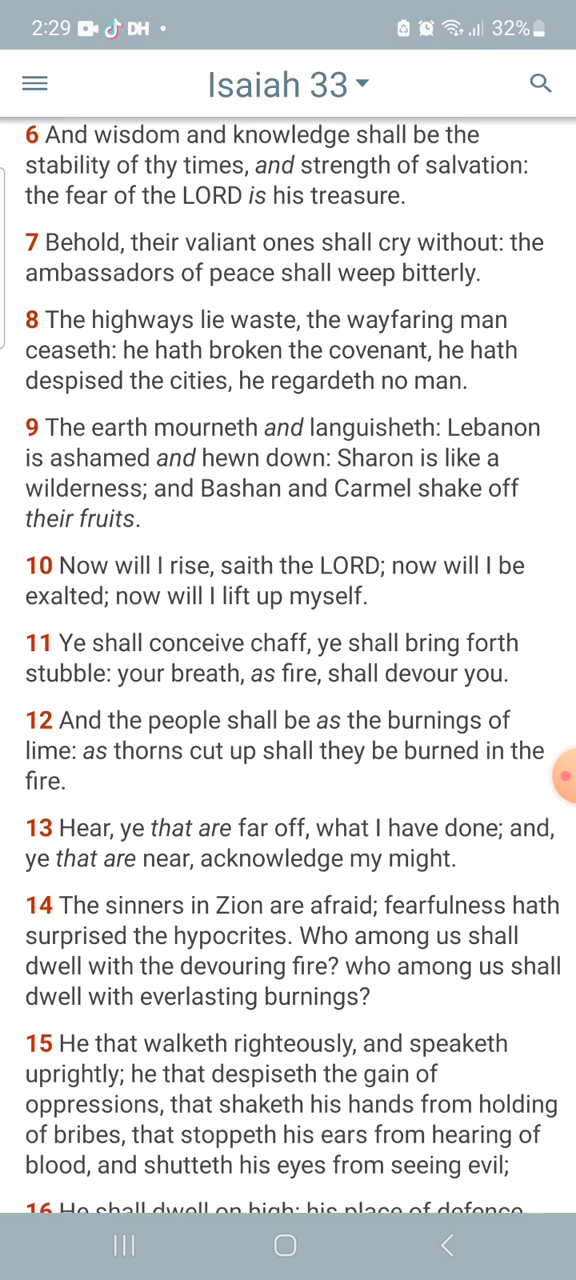 2:29 DH 32%
Isaiah 33
6 And wisdom and knowledge shall be the
stability of thy times, and strength of salvation:
the fear of the LORD is his treasure.
7 Behold, their valiant ones shall cry without: the
ambassadors of peace shall weep bitterly.
8 The highways lie waste, the wayfaring man
ceaseth: he hath broken the covenant, he hath
despised the cities, he regardeth no man.
9 The earth mourneth and languisheth: Lebanon
is ashamed and hewn down: Sharon is like a
wilderness; and Bashan and Carmel shake off
their fruits.
10 Now will I rise, saith the LORD; now will I be
exalted; now will I lift up myself.
11 Ye shall conceive chaff, ye shall bring forth
stubble: your breath, as fire, shall devour you.
12 And the people shall be as the burnings of
lime: as thorns cut up shall they be burned in the
fire.
13 Hear, ye that are far off, what I have done; and,
ye that are near, acknowledge my might.
14 The sinners in Zion are afraid; fearfulness hath
surprised the hypocrites. Who among us shall
dwell with the devouring fire? who among us shall
dwell with everlasting burnings?
15 He that walketh righteously, and speaketh
uprightly; he that despiseth the gain of
oppressions, that shaketh his hands from holding
of bribes, that stoppeth his ears from hearing of
blood, and shutteth his eyes from seeing evil;
16 He shall dwell on high: his place of defence